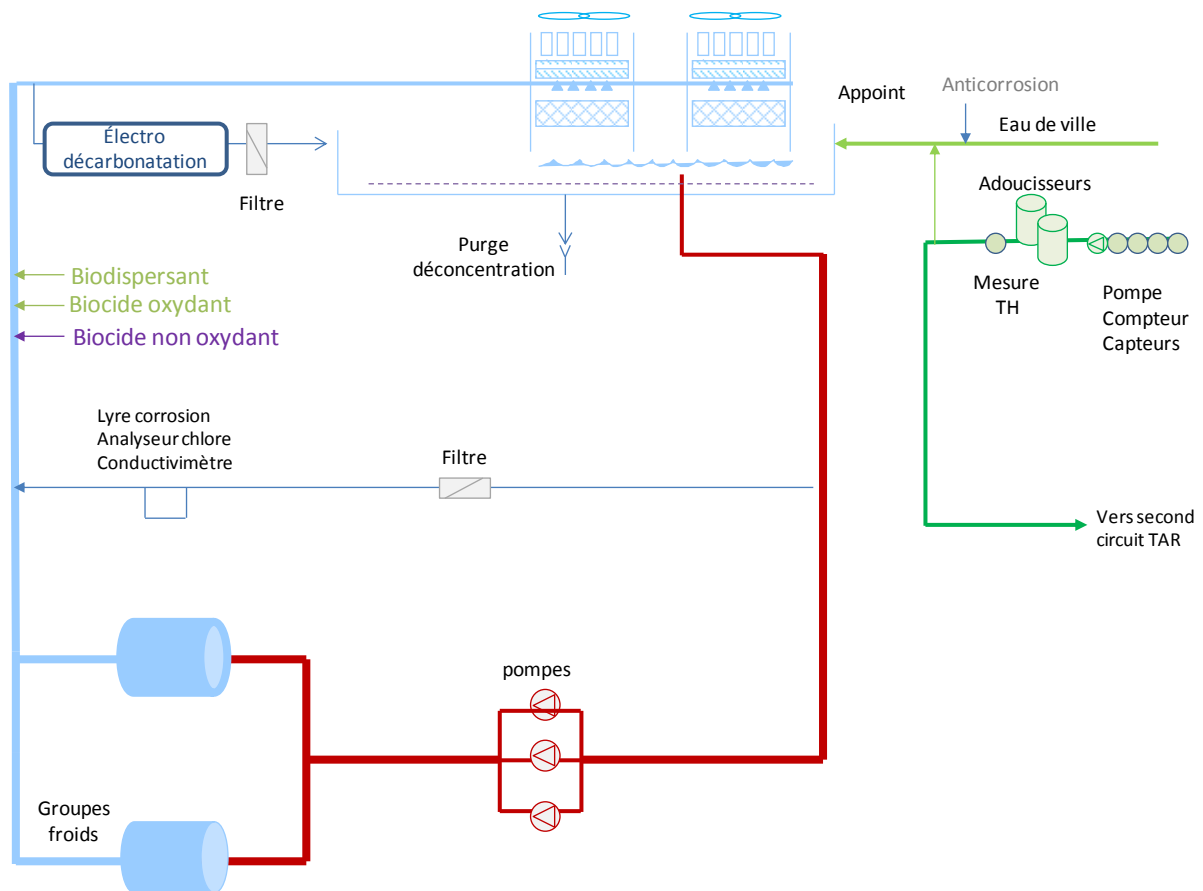 Appoint
Anticorrosion
Eau de ville
Électro
décarbonatation
Filtre
Adoucisseurs
Purge
déconcentration
Mesure
TH
Pompe
Compteur
Capteurs
Biodispersant
Biocide oxydant
Biocide non oxydant
Lyre corrosion
Analyseur chlore
Conductivimètre
Filtre
Vers second
circuit TAR
pompes
Groupes
froids